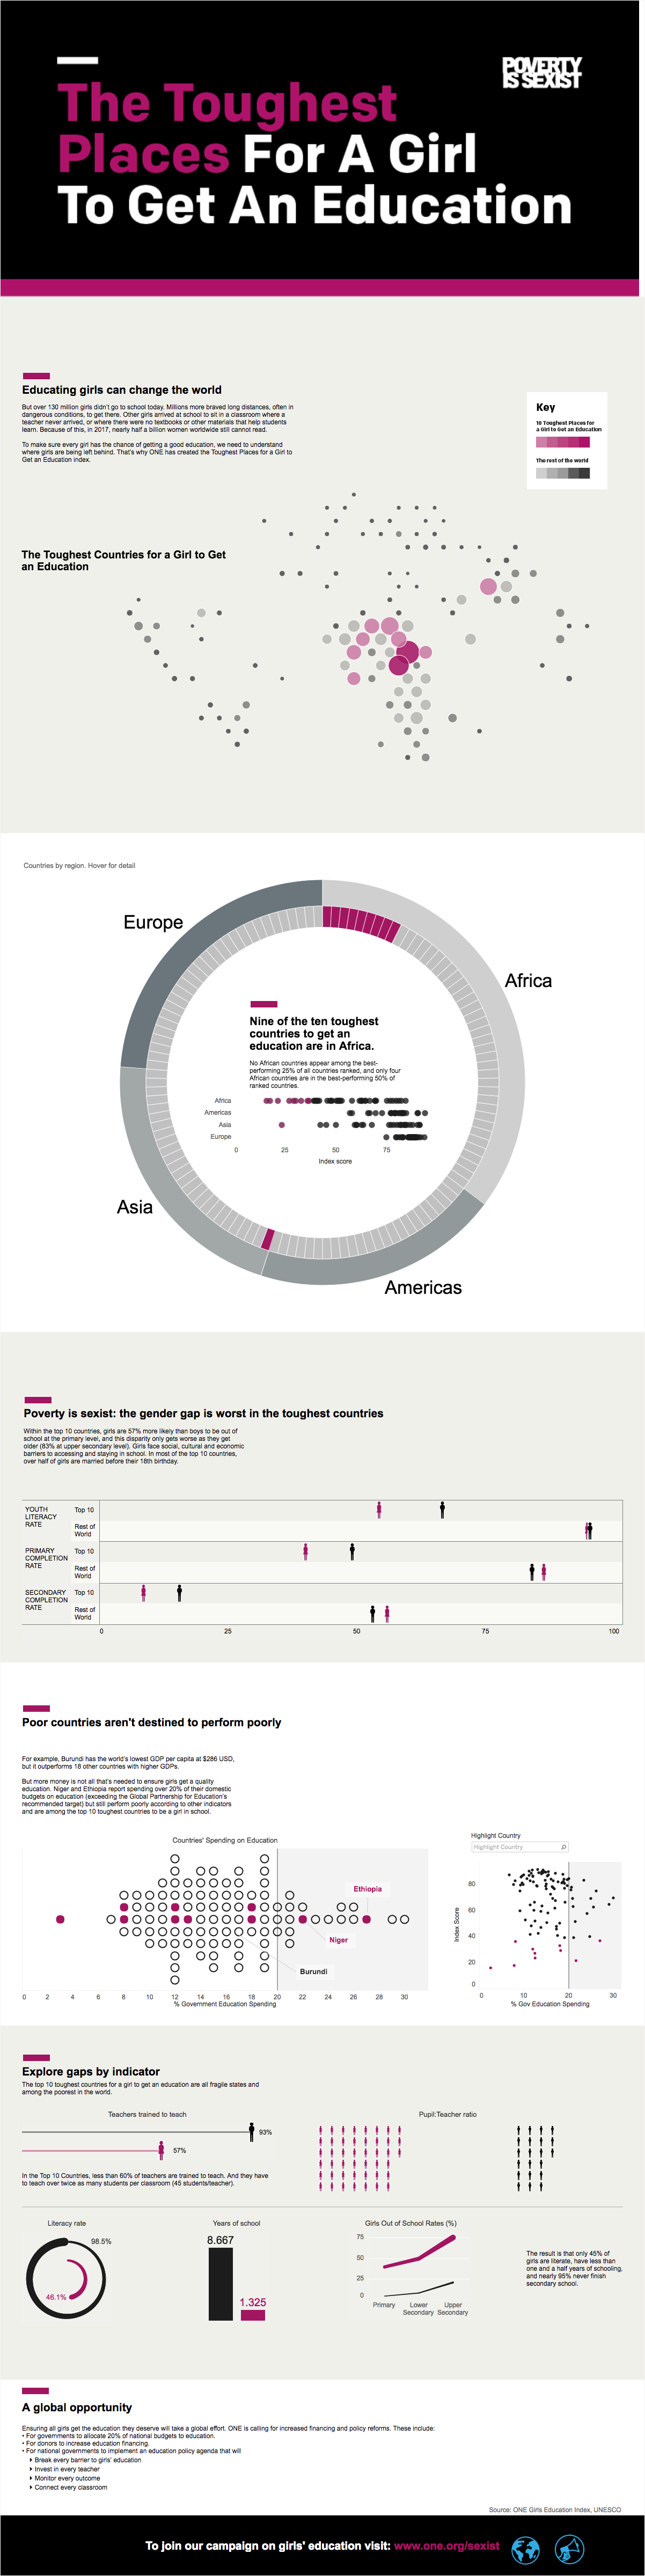 POVERTY
IS SEXIST
The Toughest
Places For A Girl
To Get An Education
Educating girls can change the world
But over 130 million girls didn't go to school today. Millions more braved long distances, often in
dangerous conditions, to get there. Other girls arrived at school to sit in a classroom where a
teacher never arrived, or where there were no textbooks or other materials that help students
learn. Because of this, in 2017, nearly half a billion women worldwide still cannot read.
To make sure every girl has the chance of getting a good education, we need to understand
where girls are being left behind. That's why ONE has created the Toughest Places for a Girl to
Get an Education index.
Key
10 Toughest Places for
a Girl to Get an Education
The rest of the world
The Toughest Countries for a Girl to Get
an Education
Countries by region. Hover for detail
Europe
Africa
Asia
Americas
Nine of the ten toughest
countries to get an
education are in Africa.
No African countries appear among the best-
performing 25% of all countries ranked, and only four
African countries are in the best-performing 50% of
ranked countries.
Africa
Americas
Asia
Europe
0 25 50 75
Index score
Poverty is sexist: the gender gap is worst in the toughest countries
Within the top 10 countries, girls are 57% more likely than boys to be out of
school at the primary level, and this disparity only gets worse as they get
older (83% at upper secondary level). Girls face social, cultural and economic
barriers to accessing and staying in school. In most of the top 10 countries,
over half of girls are married before their 18th birthday.
YOUTH
LITERACY
RATE
Top 10
Rest of
World
PRIMARY
COMPLETION
RATE
Top 10
Rest of
World
SECONDARY
COMPLETION
RATE
Top 10
Rest of
World
0 25 50 75 100
Poor countries aren't destined to perform poorly
For example, Burundi has the world's lowest GDP per capita at $286 USD,
but it outperforms 18 other countries with higher GDPs.
But more money is not all that's needed to ensure girls get a quality
education. Niger and Ethiopia report spending over 20% of their domestic
budgets on education (exceeding the Global Partnership for Education's
recommended target) but still perform poorly according to other indicators
and are among the top 10 toughest countries to be a girl in school.
Countries' Spending on Education
Ethiopia
Niger
Burundi
0 2 4 6 8 10 12 14 16 18 20 22 24 26 28 30
% Government Education Spending
Highlight Country
Highlight Country
Index Score
80
60
40
20
0
0 10 20 30
% Gov Education Spending
Explore gaps by indicator
The top 10 toughest countries for a girl to get an education are all fragile states and
among the poorest in the world.
Teachers trained to teach
93%
57%
In the Top 10 Countries, less than 60% of teachers are trained to teach. And they have
to teach over twice as many students per classroom (45 students/teacher).
Pupil:Teacher ratio
Literacy rate
98.5%
46.1%
Years of school
8.667
1.325
Girls Out of School Rates (%)
75
50
25
0
Primary
Lower
Secondary
Upper
Secondary
The result is that only 45% of
girls are literate, have less than
one and a half years of schooling,
and nearly 95% never finish
secondary school.
A global opportunity
Ensuring all girls get the education they deserve will take a global effort. ONE is calling for increased financing and policy reforms. These include:
• For governments to allocate 20% of national budgets to education.
• For donors to increase education financing.
• For national governments to implement an education policy agenda that will
Break every barrier to girls' education
Invest in every teacher
Monitor every outcome
Connect every classroom
Source: ONE Girls Education Index, UNESCO
To join our campaign on girls' education visit: www.one.org/sexist